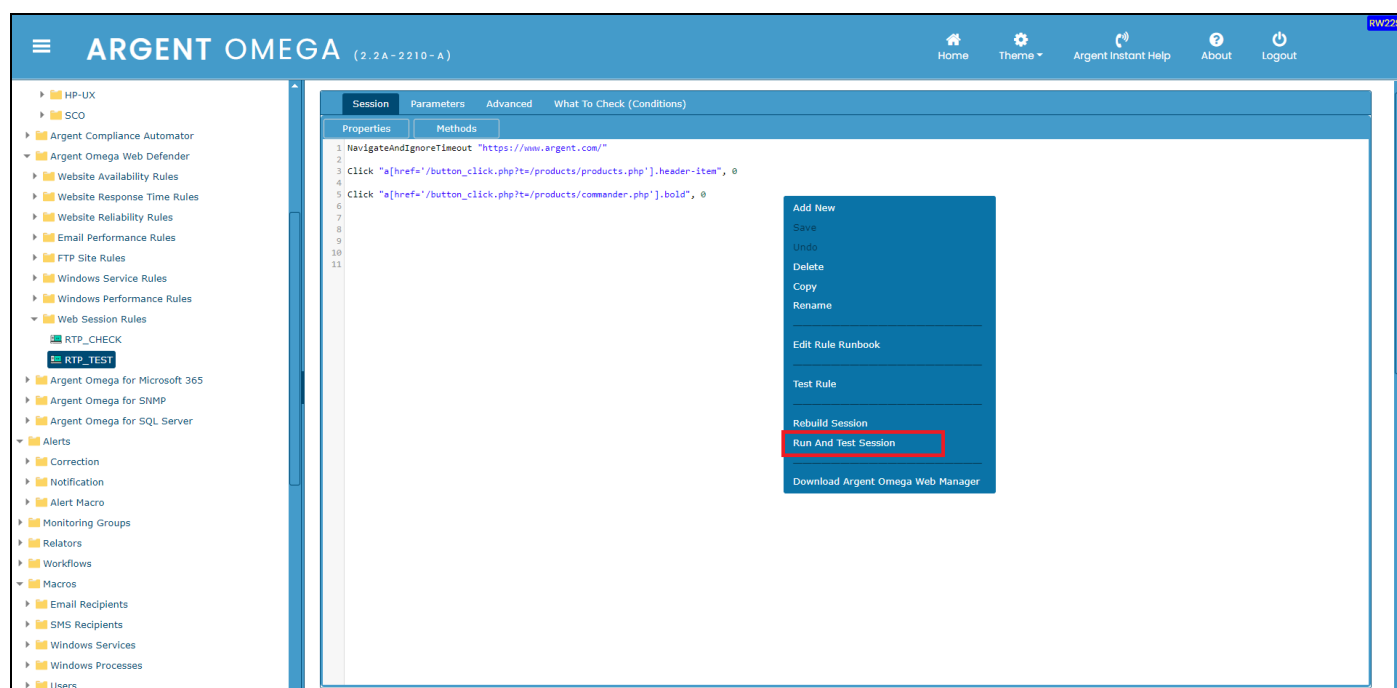 RW22
ARGENT OMEGA (2.2A-2210-A)
Home
Theme
Argent Instant Help
About
Logout
HP-UX
SCO
Argent Compliance Automator
Argent Omega Web Defender
Website Availability Rules
Website Response Time Rules
Website Reliability Rules
Email Performance Rules
FTP Site Rules
Windows Service Rules
Windows Performance Rules
Web Session Rules
RTP_CHECK
RTP_TEST
Argent Omega for Microsoft 365
Argent Omega for SNMP
Argent Omega for SQL Server
Alerts
Correction
Notification
Alert Macro
Monitoring Groups
Relators
Workflows
Macros
Email Recipients
SMS Recipients
Windows Services
Windows Processes
Users
Session Parameters Advanced What To Check (Conditions)
Properties Methods
1 NavigateAndIgnoreTimeout "https://www.argent.com/"
2
3 Click "a[href='/button_click.php?t=/products/products.php'].header-item", 0
4
5 Click "a[href='/button_click.php?t=/products/commander.php'].bold", 0
6
7
8
9
10
11
Add New
Save
Undo
Delete
Copy
Rename
Edit Rule Runbook
Test Rule
Rebuild Session
Run And Test Session
Download Argent Omega Web Manager